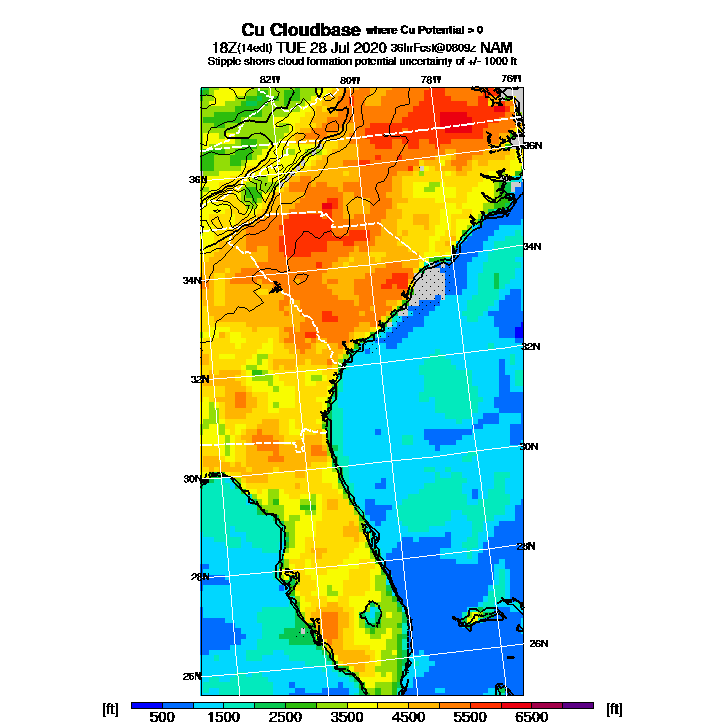 Cu Cloudbase where Cu Potential > 0
18Z(14edt) TUE 28 Jul 2020 36hrFcst@0809z NAM
Stipple shows cloud formation potential uncertainty of +/- 1000 ft
82W 80W 78W 76W
36N
36N
34N
34N
32N
32N
30N
30N
28N
28N
26N
26N
[ft] 500 1500 2500 3500 4500 5500 6500 [ft]